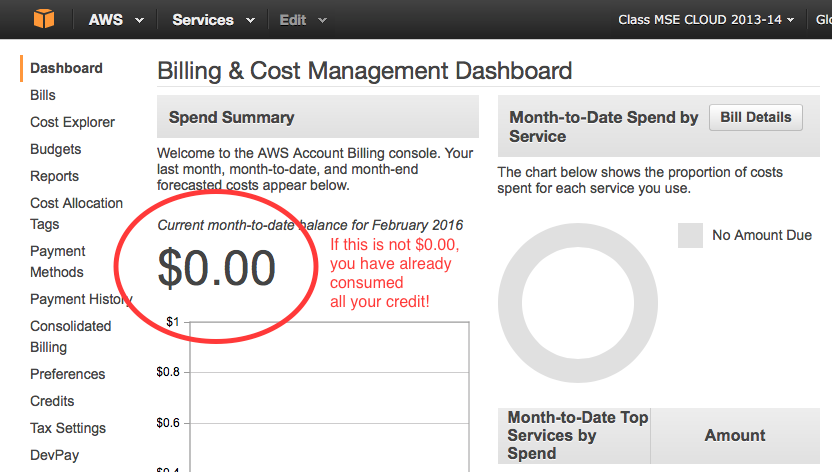 AWS Services Edit Class MSE CLOUD 2013-14
Dashboard
Bills
Cost Explorer
Budgets
Reports
Cost Allocation
Tags
Payment
Methods
Payment History
Consolidated
Billing
Preferences
Credits
Tax Settings
DevPay
Billing & Cost Management Dashboard
Spend Summary
Welcome to the AWS Account Billing console. Your
last month, month-to-date, and month-end
forecasted costs appear below.
Current month-to-date balance for February 2016
$0.00
If this is not $0.00,
you have already
consumed
all your credit!
$1
$0.8
$0.6
$0.4
Month-to-Date Spend by
Service
Bill Details
The chart below shows the proportion of costs
spent for each service you use.
No Amount Due
Month-to-Date Top
Services by
Spend
Amount